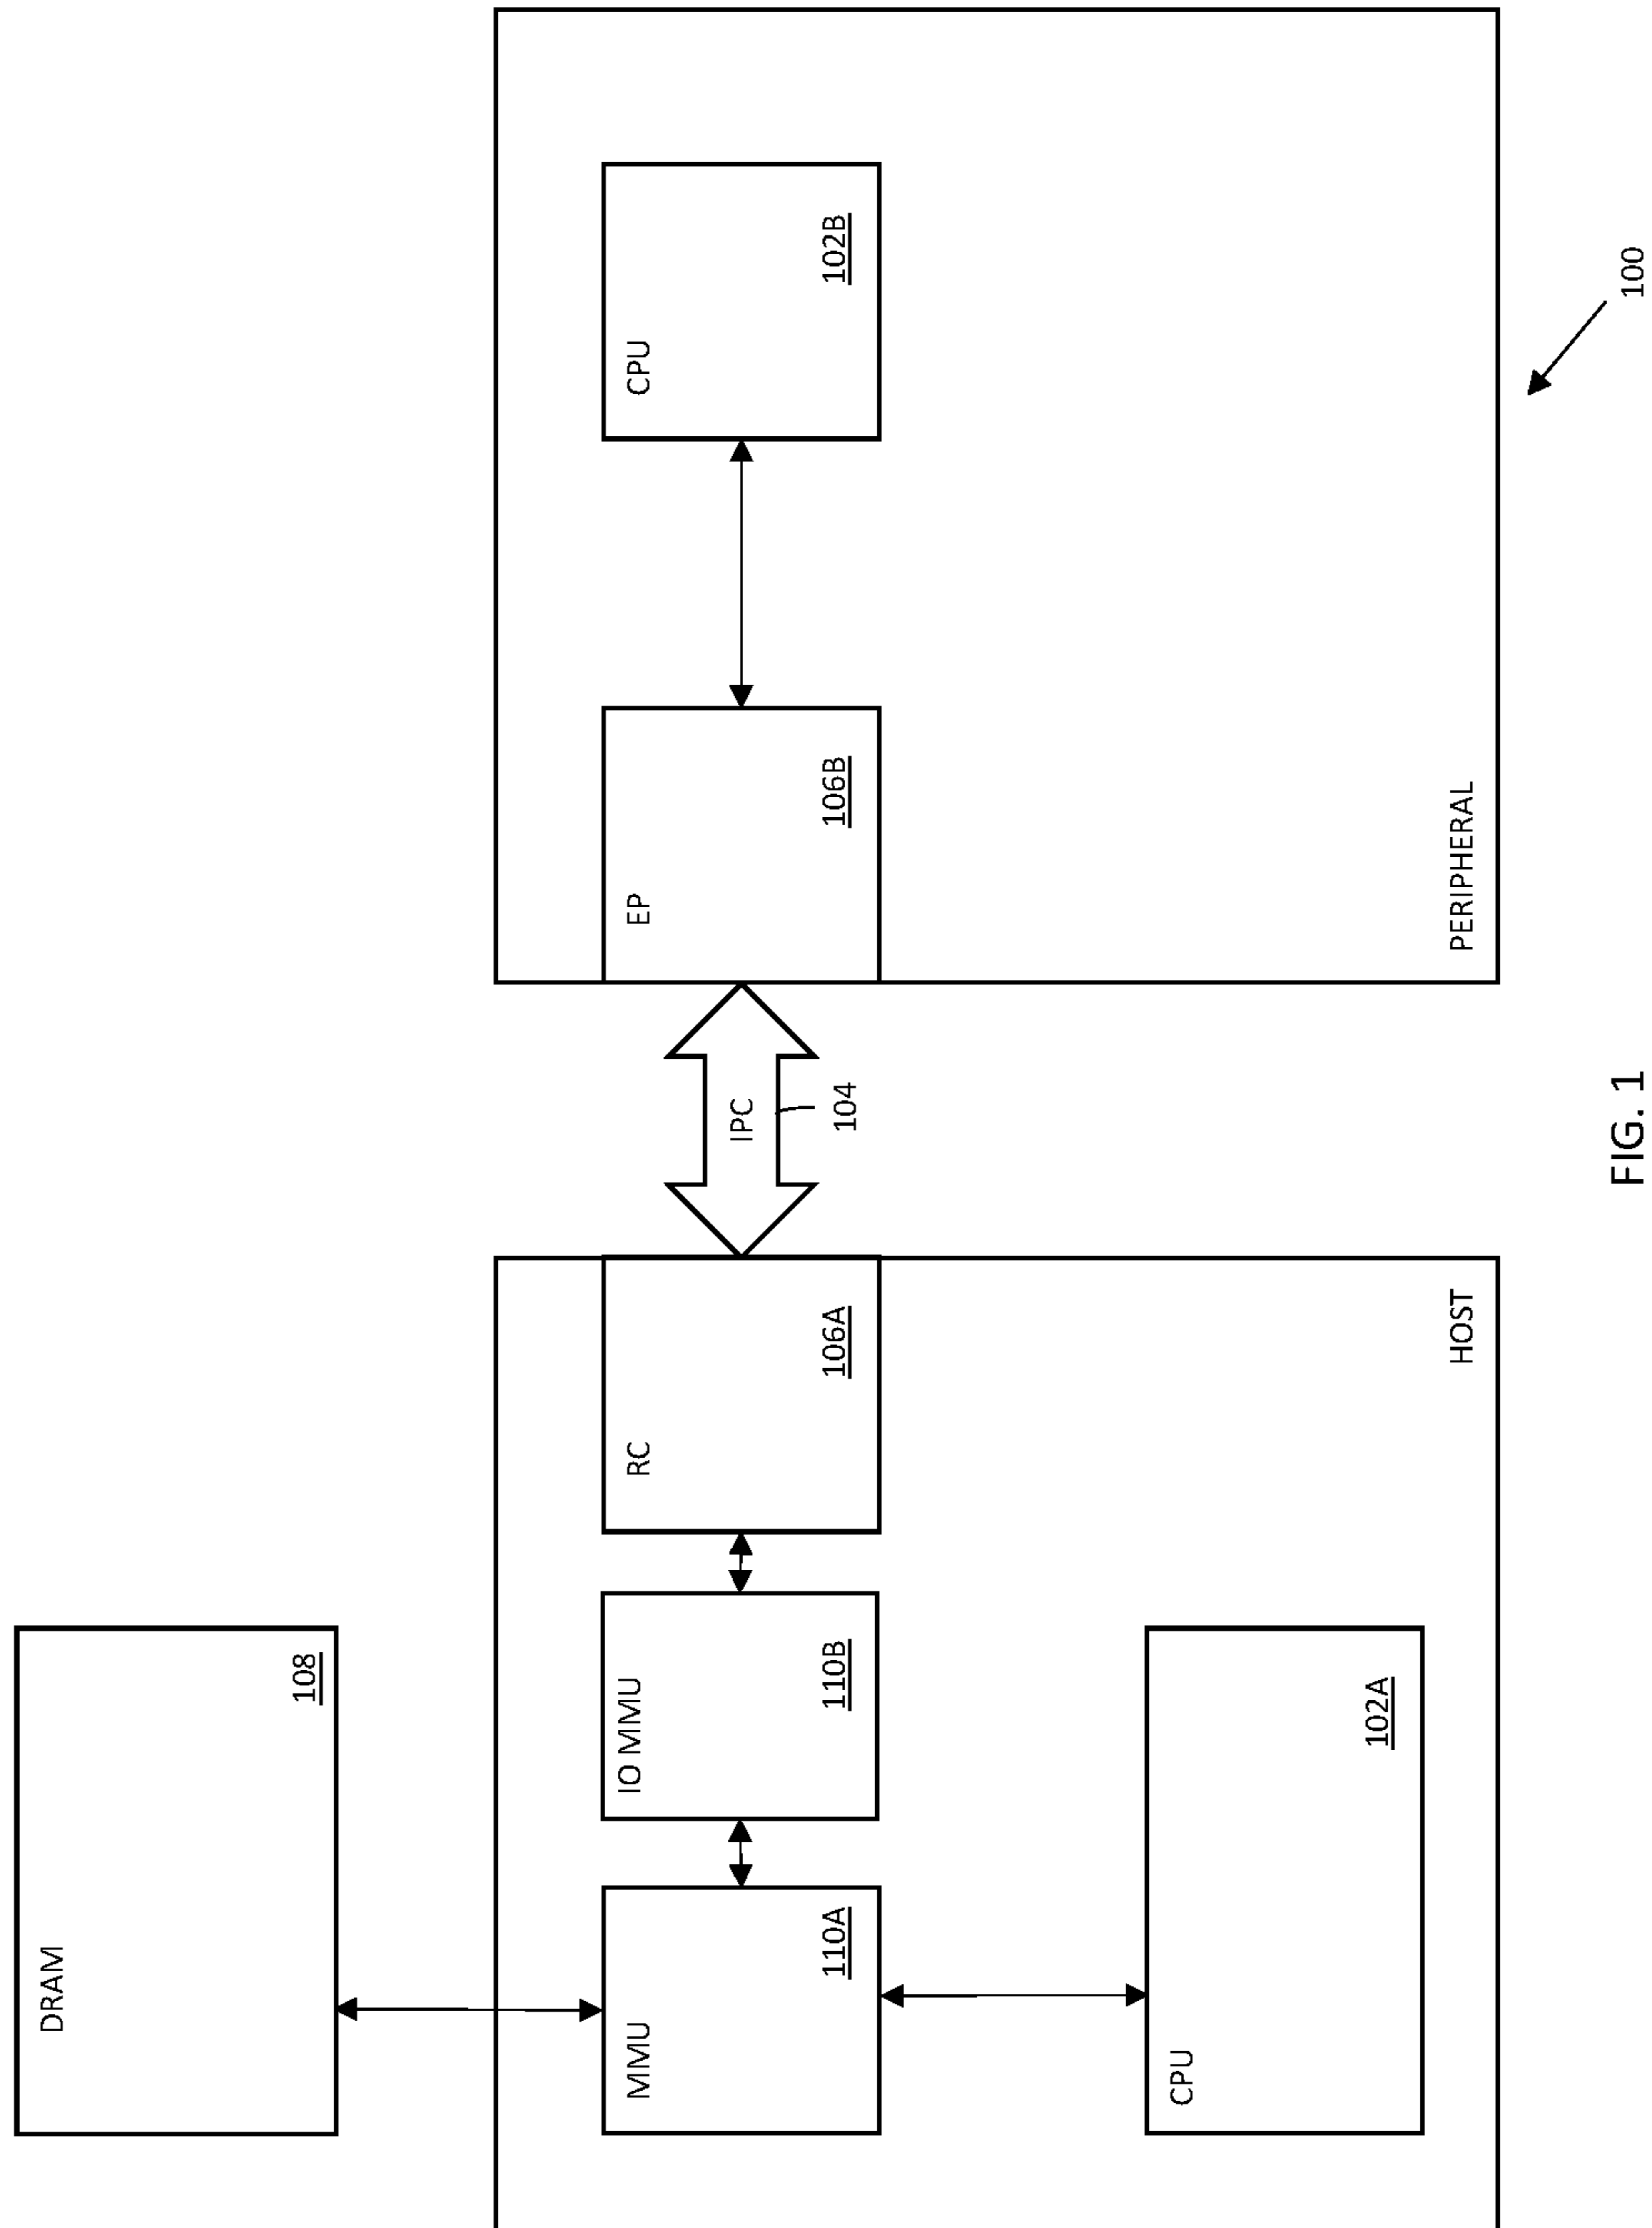 DRAM
108
MMU
110A
IO MMU
110B
RC
106A
IPC
104
EP
106B
CPU
102B
CPU
102A
HOST
PERIPHERAL
100
FIG. 1